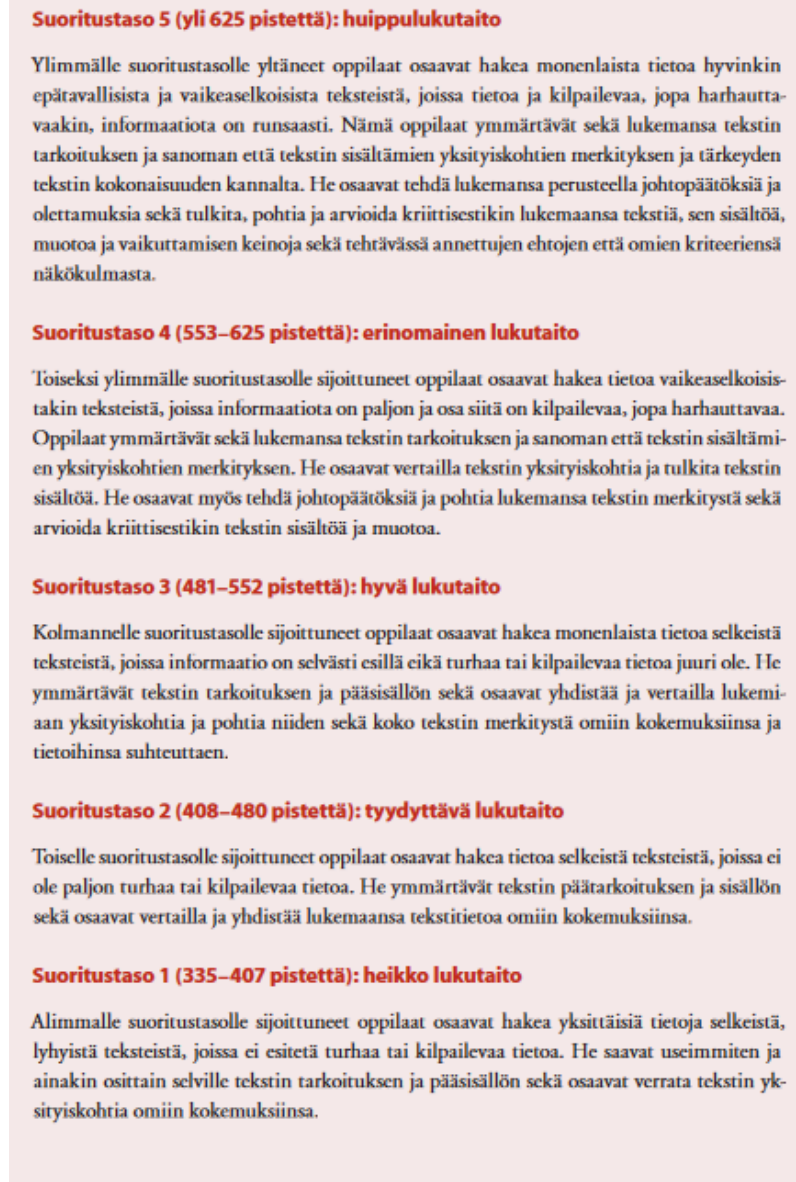 Suoritustaso 5 (yli 625 pistettä): huippulukutaito
Ylimmälle suoritustasolle yltäneet oppilaat osaavat hakea monenlaista tietoa hyvinkin
epätavallisista ja vaikeaselkoisista teksteistä, joissa tietoa ja kilpailevaa, jopa harhautta-
vaakin, informaatiota on runsaasti. Nämä oppilaat ymmärtävät sekä lukemansa tekstin
tarkoituksen ja sanoman että tekstin sisältämien yksityiskohtien merkityksen ja tärkeyden
tekstin kokonaisuuden kannalta. He osaavat tehdä lukemansa perusteella johtopäätöksiä ja
olettamuksia sekä tulkita, pohtia ja arvioida kriittisestikin lukemaansa tekstiä, sen sisältöä,
muotoa ja vaikuttamisen keinoja sekä tehtävässä annettujen ehtojen että omien kriteeriensä
näkökulmasta.
Suoritustaso 4 (553–625 pistettä): erinomainen lukutaito
Toiseksi ylimmälle suoritustasolle sijoittuneet oppilaat osaavat hakea tietoa vaikeaselkoisis-
takin teksteistä, joissa informaatiota on paljon ja osa siitä on kilpailevaa, jopa harhauttavaa.
Oppilaat ymmärtävät sekä lukemansa tekstin tarkoituksen ja sanoman että tekstin sisältämi-
en yksityiskohtien merkityksen. He osaavat vertailla tekstin yksityiskohtia ja tulkita tekstin
sisältöä. He osaavat myös tehdä johtopäätöksiä ja pohtia lukemansa tekstin merkitystä sekä
arvioida kriittisestikin tekstin sisältöä ja muotoa.
Suoritustaso 3 (481–552 pistettä): hyvä lukutaito
Kolmannelle suoritustasolle sijoittuneet oppilaat osaavat hakea monenlaista tietoa selkeistä
teksteistä, joissa informaatio on selvästi esillä eikä turhaa tai kilpailevaa tietoa juuri ole. He
ymmärtävät tekstin tarkoituksen ja pääsisällön sekä osaavat yhdistää ja vertailla lukemi-
aan yksityiskohtia ja pohtia niiden sekä koko tekstin merkitystä omiin kokemuksiinsa ja
tietoihinsa suhteuttaen.
Suoritustaso 2 (408–480 pistettä): tyydyttävä lukutaito
Toiselle suoritustasolle sijoittuneet oppilaat osaavat hakea tietoa selkeistä teksteistä, joissa ei
ole paljon turhaa tai kilpailevaa tietoa. He ymmärtävät tekstin päätarkoituksen ja sisällön
sekä osaavat vertailla ja yhdistää lukemaansa tekstitietoa omiin kokemuksiinsa.
Suoritustaso 1 (335–407 pistettä): heikko lukutaito
Alimmalle suoritustasolle sijoittuneet oppilaat osaavat hakea yksittäisiä tietoja selkeistä,
lyhyistä teksteistä, joissa ei esitetä turhaa tai kilpailevaa tietoa. He saavat useimmiten ja
ainakin osittain selville tekstin tarkoituksen ja pääsisällön sekä osaavat verrata tekstin yk-
sityiskohtia omiin kokemuksiinsa.